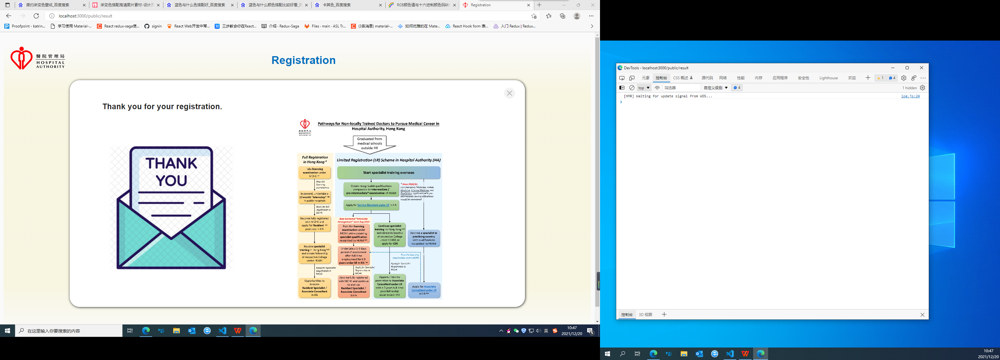 简约渐变色壁纸_百度搜索
渐变色搭配高清图片素材-设计
蓝色与什么色搭配好_百度搜索
蓝色与什么颜色搭配比较好看_百
卡其色_百度搜索
RGB颜色值与十六进制颜色码转
Registration
localhost:3000/public/result
Proofpoint - katrin...
学习使用 Material-...
React redux-saga使...
signin
React Web开发中常...
三步教会你在React...
介绍 · Redux-Saga
Files · main · ASL Tr...
(3条消息) material-...
如何优雅的在 Mate...
React Hook form 表...
入门 Redux | Redux...
醫院管理局
HOSPITAL
AUTHORITY
Registration
Thank you for your registration.
THANK
YOU
醫院管理局
HOSPITAL
AUTHORITY
Pathways for Non-locally Trained Doctors to Pursue Medical Career in
Hospital Authority, Hong Kong
Graduated from
medical schools
outside HK
Full Registration
in Hong Kong
Take licensing
examination under
MCHK
Pass the
licensing
examination
In general, undertake a
12-month "internship"
in public hospitals
Apply for full
registration in
MCHK
Become fully registered
with MCHK and
apply for Resident
positions in HA
Receive specialist
training in Hong Kong
and obtain fellowship
of respective College
under HKAM
Apply for Specialist
Registration in
MCHK
Opportunities to
become
Resident Specialist /
Associate Consultant
in HA
Limited Registration (LR) Scheme in Hospital Authority (HA)
Start specialist training overseas
Obtain recognizable qualifications
comparable to intermediate /
pre-intermediate* examination of HKAM
* Since 2020/21,
For Emergency Medicine, Family
Medicine, Internal Medicine and
Paediatrics, applicants with pre-
intermediate level qualifications
would be considered
Apply for Service Resident under LR in HA
New Exempted "Internship
Arrangement" since Aug 2019
Pass the licensing
examination under
MCHK while obtaining
specialist qualification
recognized by HKAM
Undertake a 1-3 days
period of assessment
after full-time
employment for ≥ 3
years under LR in HA
Apply for Specialist
Registration in
MCHK
Become fully registered
with MCHK and continue
to work as
Resident Specialist /
Associate Consultant
in HA
Continue specialist
training in Hong Kong
and obtain fellowship
of respective College
under HKAM; or
apply for CSR
Apply for Specialist
Registration in
MCHK
Opportunities for
promotion to Associate
Consultant under LR
with ≥ 5 years full time
post-fellowship
experience in HA
Become a specialist in
practicing country
with qualifications
recognized by HKAM
Pass the licensing
examination under MCHK
Apply for Associate
Consultant under LR
in HA
在这里输入你要搜索的内容
英
10:47
2021/12/20
5
DevTools - localhost:3000/public/result
元素 控制台 CSS 概述 源代码 网络 性能 内存 应用程序 安全性 Lighthouse 欢迎 1 4
top 筛选器 自定义级别 4 1 hidden
[HMR] Waiting for update signal from WDS... log.js:24
控制台 3D 视图
10:47
2021/12/20